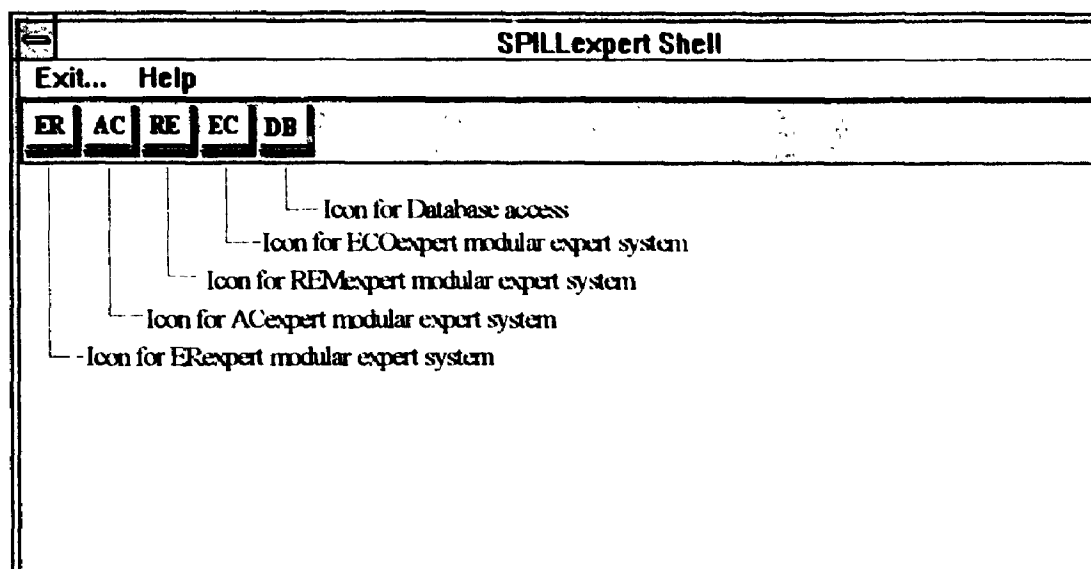 SPILLexpert Shell
Exit... Help
ER AC RE EC DB
Icon for Database access
Icon for ECOexpert modular expert system
Icon for REMexpert modular expert system
Icon for ACexpert modular expert system
Icon for ERexpert modular expert system